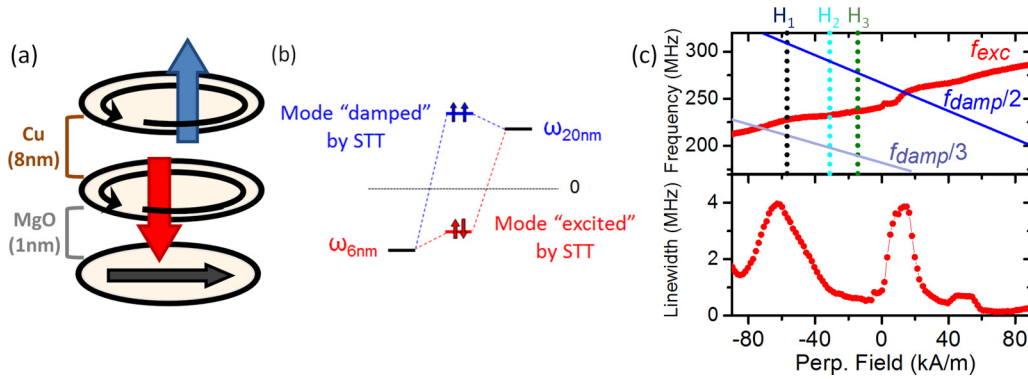 (a)
Cu
(8nm)
MgO
(1nm)
(b)
Mode “damped”
by STT
ω20nm
0
ω6nm
Mode “excited”
by STT
(c)
H1 H2 H3
Frequency (MHz)
300
250
200
fexc
fdamp/2
fdamp/3
Linewidth (MHz)
4
2
0
-80 -40 0 40 80
Perp. Field (kA/m)